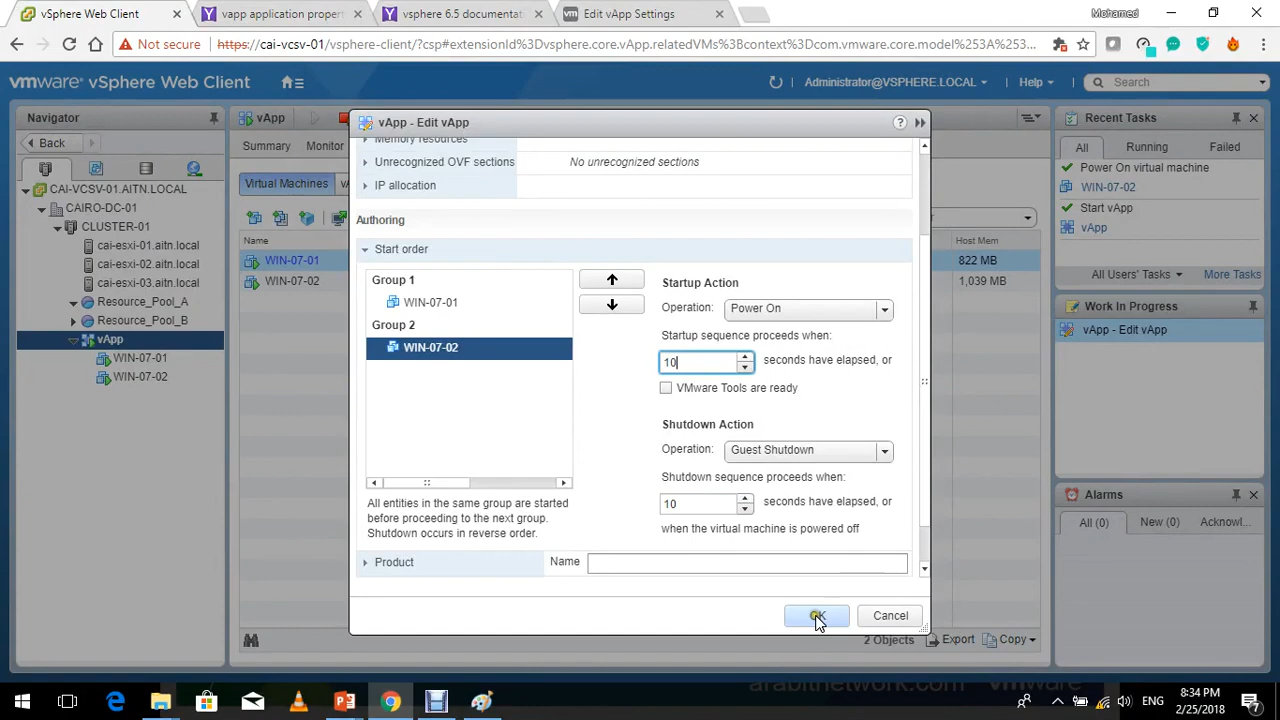 vSphere Web Client
vapp application propert
vsphere 6.5 documentat
Edit vApp Settings
Mohamed
Not secure
https://cai-vcsv-01/vsphere-client/?csp#extensionId%3Dvsphere.core.vApp.relatedVMs%3Bcontext%3Dcom.vmware.core.model%253A%253...
vmware vSphere Web Client
Administrator@VSPHERE.LOCAL
Help
Search
Navigator
Back
CAI-VCSV-01.AITN.LOCAL
CAIRO-DC-01
CLUSTER-01
cai-esxi-01.aitn.local
cai-esxi-02.aitn.local
cai-esxi-03.aitn.local
Resource_Pool_A
Resource_Pool_B
vApp
WIN-07-01
WIN-07-02
vApp
Summary
Monitor
Virtual Machines
Name
WIN-07-01
WIN-07-02
Host Mem
822 MB
1,039 MB
2 Objects
Export
Copy
vApp - Edit vApp
Memory resources
Unrecognized OVF sections
No unrecognized sections
IP allocation
Authoring
Start order
Group 1
WIN-07-01
Group 2
WIN-07-02
All entities in the same group are started
before proceeding to the next group.
Shutdown occurs in reverse order.
Startup Action
Operation: Power On
Startup sequence proceeds when:
10 seconds have elapsed, or
VMware Tools are ready
Shutdown Action
Operation: Guest Shutdown
Shutdown sequence proceeds when:
10 seconds have elapsed, or
when the virtual machine is powered off
Product
Name
OK
Cancel
Recent Tasks
All
Running
Failed
Power On virtual machine
WIN-07-02
Start vApp
vApp
All Users' Tasks
More Tasks
Work In Progress
vApp - Edit vApp
Alarms
All (0)
New (0)
Acknowl...
arabitnetwork.com
ENG
8:34 PM
2/25/2018
7